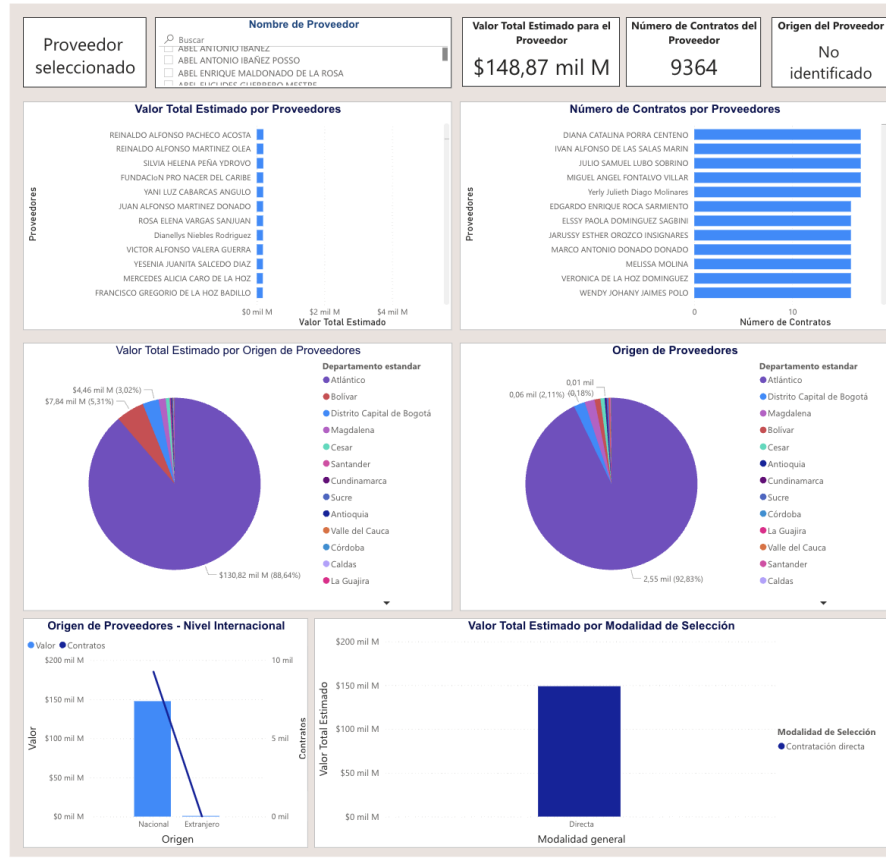 Proveedor
seleccionado
Nombre de Proveedor
Buscar
ABEL ANTONIO IBAÑEZ
ABEL ANTONIO IBAÑEZ POSSO
ABEL ENRIQUE MALDONADO DE LA ROSA
ABEL EUCLIDES GUERRERO MESTRE
Valor Total Estimado para el
Proveedor
$148,87 mil M
Número de Contratos del
Proveedor
9364
Origen del Proveedor
No
identificado
Valor Total Estimado por Proveedores
Proveedores
REINALDO ALFONSO PACHECO ACOSTA
REINALDO ALFONSO MARTINEZ OLEA
SILVIA HELENA PEÑA YDROVO
FUNDACIoN PRO NACER DEL CARIBE
YANI LUZ CABARCAS ANGULO
JUAN ALFONSO MARTINEZ DONADO
ROSA ELENA VARGAS SANJUAN
Dianellys Niebles Rodriguez
VICTOR ALFONSO VALERA GUERRA
YESENIA JUANITA SALCEDO DIAZ
MERCEDES ALICIA CARO DE LA HOZ
FRANCISCO GREGORIO DE LA HOZ BADILLO
$0 mil M $2 mil M $4 mil M
Valor Total Estimado
Número de Contratos por Proveedores
Proveedores
DIANA CATALINA PORRA CENTENO
IVAN ALFONSO DE LAS SALAS MARIN
JULIO SAMUEL LUBO SOBRINO
MIGUEL ANGEL FONTALVO VILLAR
Yerly Julieth Diago Molinares
EDGARDO ENRIQUE ROCA SARMIENTO
ELSSY PAOLA DOMINGUEZ SAGBINI
JARUSSY ESTHER OROZCO INSIGNARES
MARCO ANTONIO DONADO DONADO
MELISSA MOLINA
VERONICA DE LA HOZ DOMINGUEZ
WENDY JOHANY JAIMES POLO
0 10
Número de Contratos
Valor Total Estimado por Origen de Proveedores
$4,46 mil M (3,02%)
$7,84 mil M (5,31%)
$130,82 mil M (88,64%)
Departamento estandar
Atlántico
Bolivar
Distrito Capital de Bogotá
Magdalena
Cesar
Santander
Cundinamarca
Sucre
Antioquia
Valle del Cauca
Córdoba
Caldas
La Guajira
Origen de Proveedores
0,01 mil
(0,18%)
0,06 mil (2,11%)
2,55 mil (92,83%)
Departamento estandar
Atlántico
Distrito Capital de Bogotá
Magdalena
Bolivar
Cesar
Antioquia
Cundinamarca
Sucre
Córdoba
La Guajira
Valle del Cauca
Santander
Caldas
Origen de Proveedores - Nivel Internacional
Valor Contratos
$200 mil M
$150 mil M
$100 mil M
$50 mil M
$0 mil M
Valor
10 mil
5 mil
0 mil
Contratos
Nacional Extranjero
Origen
Valor Total Estimado por Modalidad de Selección
$200 mil M
$150 mil M
$100 mil M
$50 mil M
$0 mil M
Valor Total Estimado
Directa
Modalidad general
Modalidad de Selección
Contratación directa